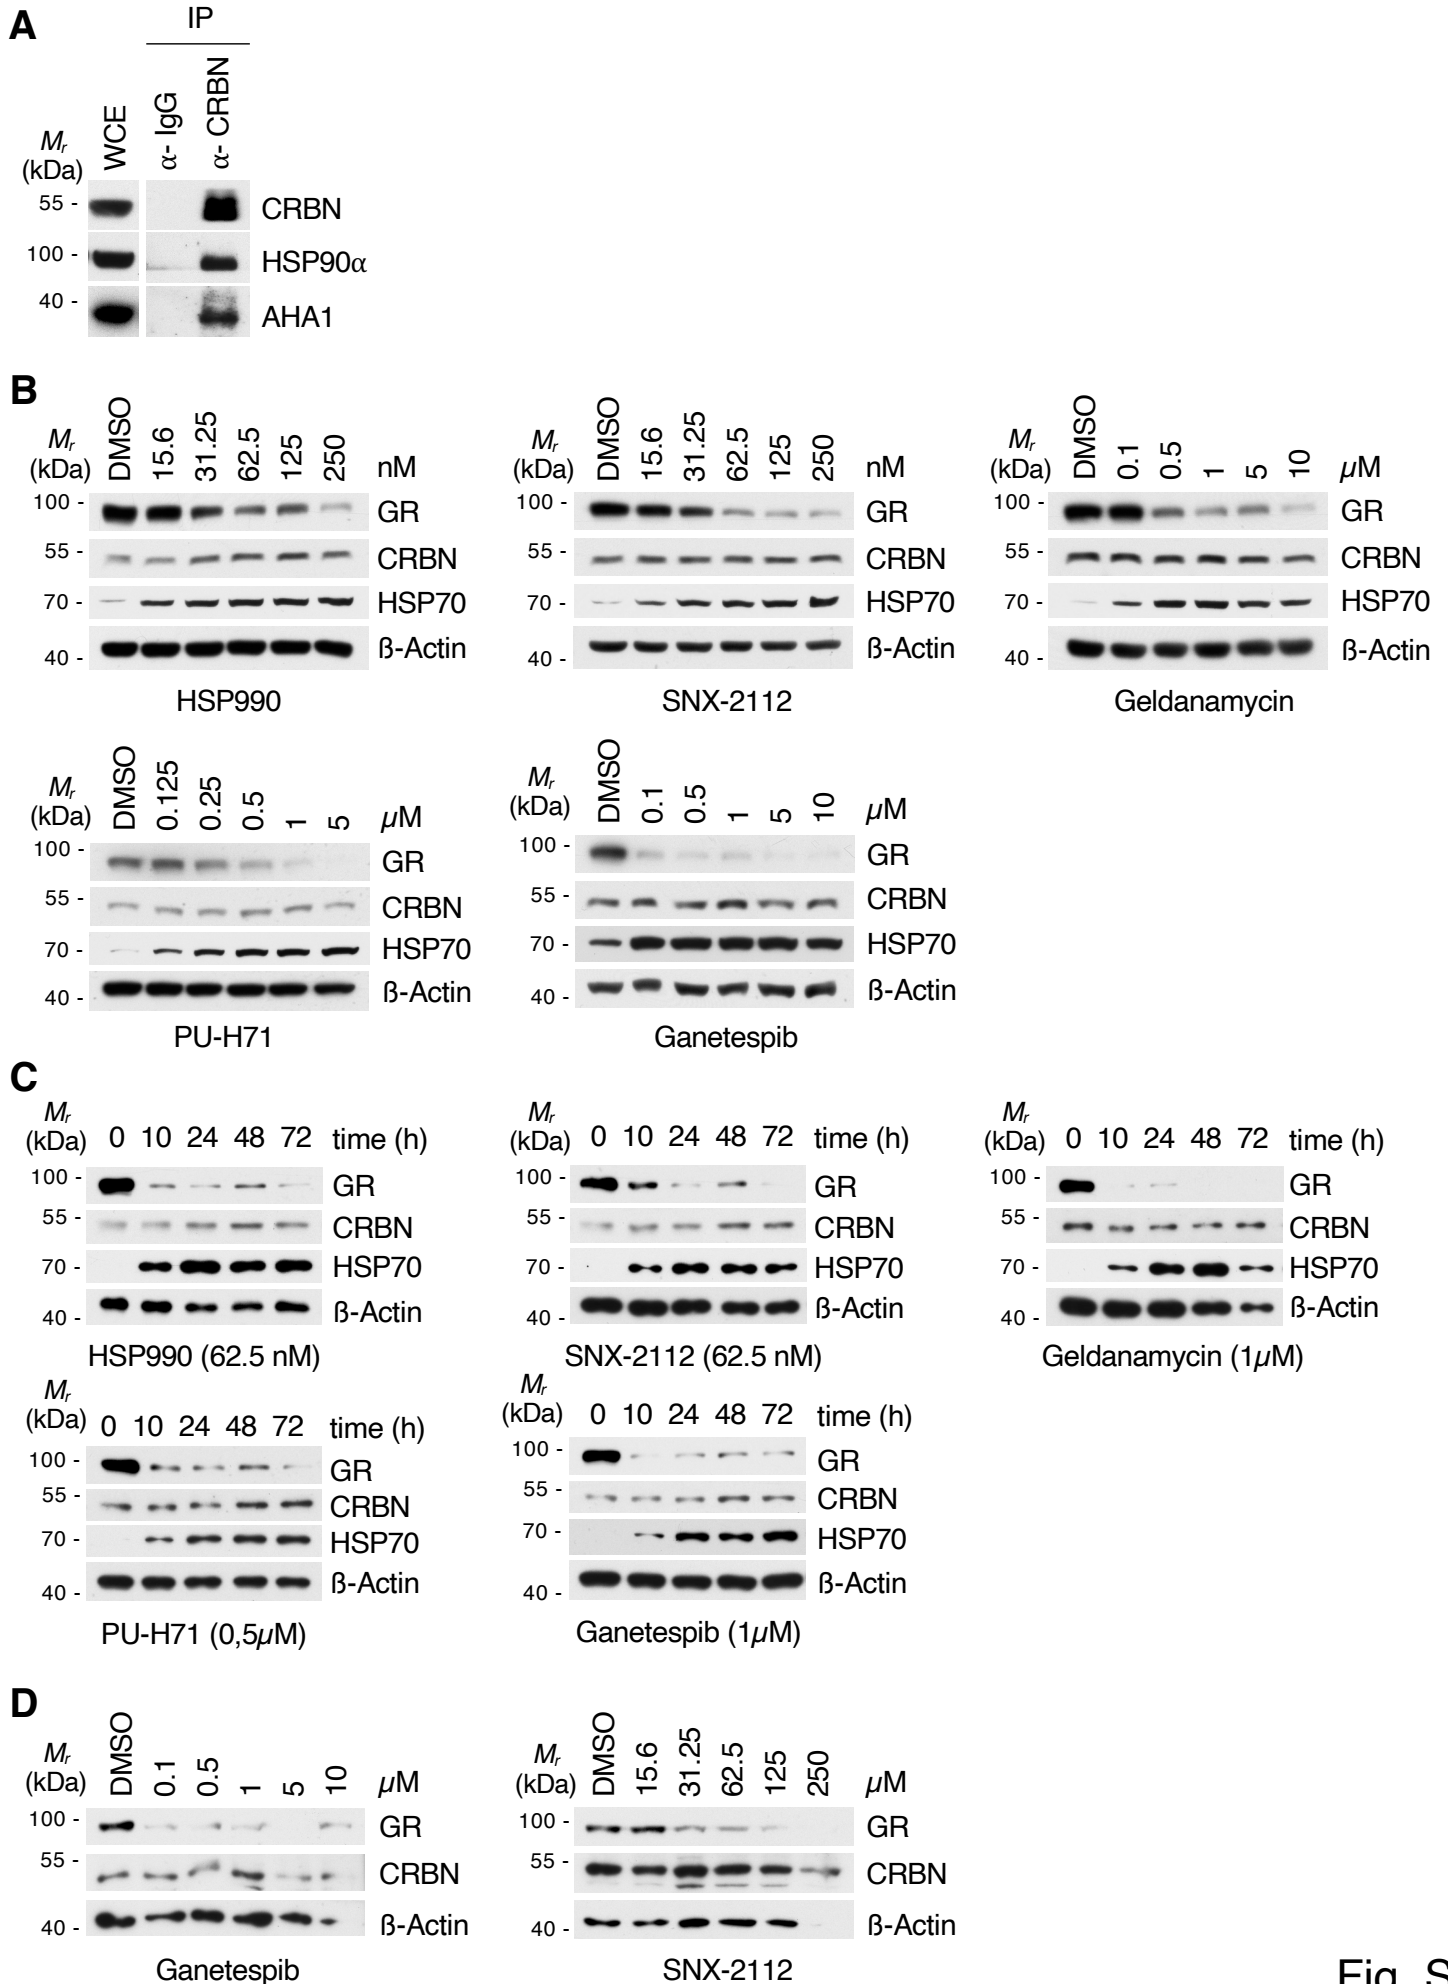 A
IP
WCE
α- IgG
α- CRBN
Mr
(kDa)
55 -
CRBN
100 -
HSP90α
40 -
AHA1
B
Mr
(kDa)
DMSO 15.6 31.25 62.5 125 250 nM
100 - GR
55 - CRBN
70 - HSP70
40 - ß-Actin
HSP990
Mr
(kDa)
DMSO 15.6 31.25 62.5 125 250 nM
100 - GR
55 - CRBN
70 - HSP70
40 - ß-Actin
SNX-2112
Mr
(kDa)
DMSO 0.1 0.5 1 5 10 µM
100 - GR
55 - CRBN
70 - HSP70
40 - ß-Actin
Geldanamycin
Mr
(kDa)
DMSO 0.125 0.25 0.5 1 5 µM
100 - GR
55 - CRBN
70 - HSP70
40 - ß-Actin
PU-H71
Mr
(kDa)
DMSO 0.1 0.5 1 5 10 µM
100 - GR
55 - CRBN
70 - HSP70
40 - ß-Actin
Ganetespib
C
Mr
(kDa) 0 10 24 48 72 time (h)
100 - GR
55 - CRBN
70 - HSP70
40 - ß-Actin
HSP990 (62.5 nM)
Mr
(kDa) 0 10 24 48 72 time (h)
100 - GR
55 - CRBN
70 - HSP70
40 - ß-Actin
SNX-2112 (62.5 nM)
Mr
(kDa) 0 10 24 48 72 time (h)
100 - GR
55 - CRBN
70 - HSP70
40 - ß-Actin
Geldanamycin (1µM)
Mr
(kDa) 0 10 24 48 72 time (h)
100 - GR
55 - CRBN
70 - HSP70
40 - ß-Actin
PU-H71 (0,5µM)
Mr
(kDa) 0 10 24 48 72 time (h)
100 - GR
55 - CRBN
70 - HSP70
40 - ß-Actin
Ganetespib (1µM)
D
Mr
(kDa)
DMSO 0.1 0.5 1 5 10 µM
100 - GR
55 - CRBN
40 - ß-Actin
Ganetespib
Mr
(kDa)
DMSO 15.6 31.25 62.5 125 250 µM
100 - GR
55 - CRBN
40 - ß-Actin
SNX-2112
Fig. S